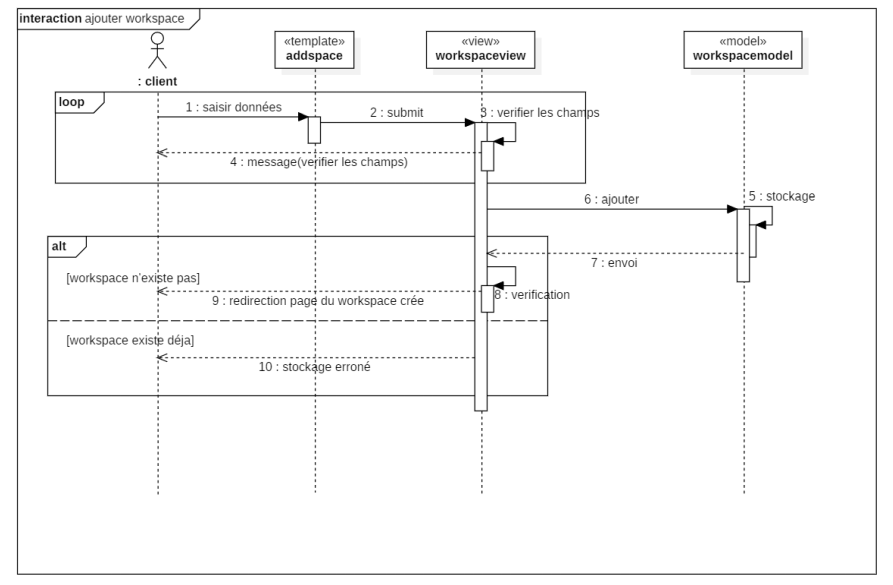 interaction ajouter workspace
«template»
addspace
«view»
workspaceview
«model»
workspacemodel
: client
loop
1 : saisir données
2 : submit
3 : verifier les champs
4 : message(verifier les champs)
6 : ajouter
5 : stockage
alt
7 : envoi
[workspace n'existe pas]
9 : redirection page du workspace crée
8 : verification
[workspace existe déja]
10 : stockage erroné